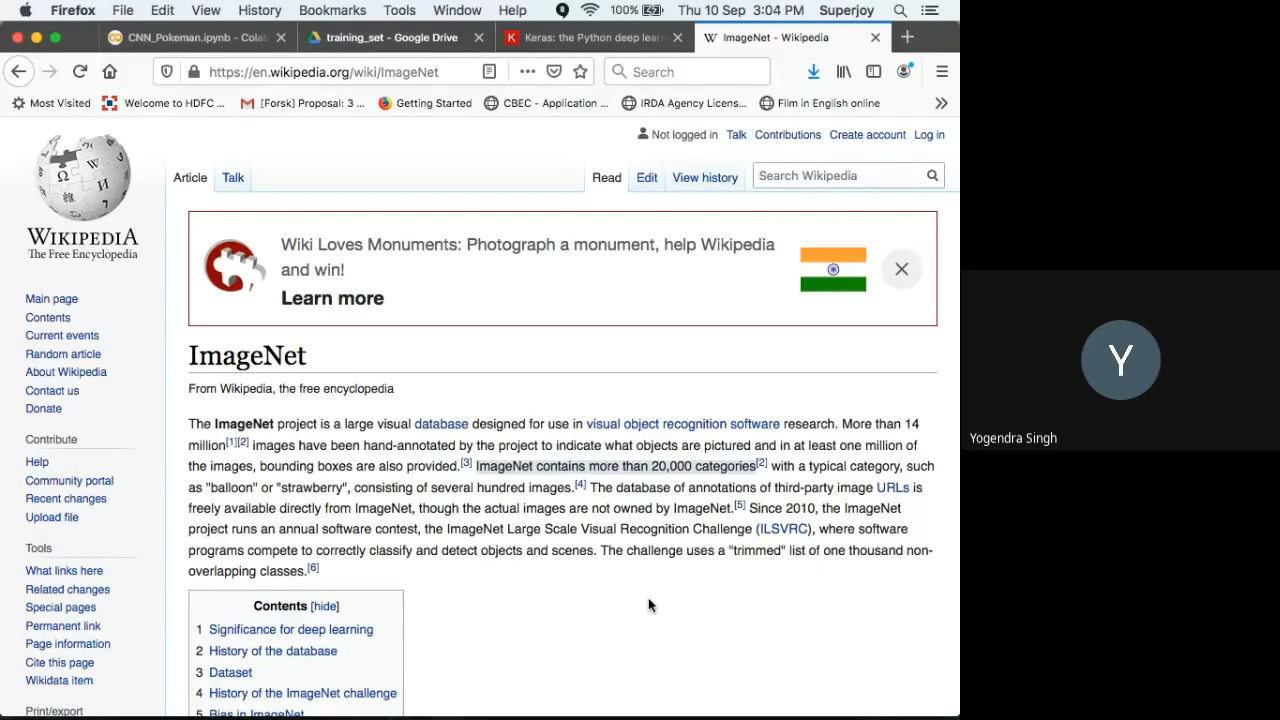 Firefox File Edit View History Bookmarks Tools Window Help 100% Thu 10 Sep 3:04 PM Superjoy
CNN_Pokeman.ipynb - Colab training_set - Google Drive Keras: the Python deep learn ImageNet - Wikipedia
https://en.wikipedia.org/wiki/ImageNet Search
Most Visited Welcome to HDFC ... [Forsk] Proposal: 3 ... Getting Started CBEC - Application ... IRDA Agency Licens... Film in English online
Not logged in Talk Contributions Create account Log in
Article Talk Read Edit View history Search Wikipedia
WIKIPEDIA
The Free Encyclopedia
Main page
Contents
Current events
Random article
About Wikipedia
Contact us
Donate
Contribute
Help
Community portal
Recent changes
Upload file
Tools
What links here
Related changes
Special pages
Permanent link
Page information
Cite this page
Wikidata item
Print/export
Wiki Loves Monuments: Photograph a monument, help Wikipedia
and win!
Learn more
ImageNet
From Wikipedia, the free encyclopedia
The ImageNet project is a large visual database designed for use in visual object recognition software research. More than 14
million[1][2] images have been hand-annotated by the project to indicate what objects are pictured and in at least one million of
the images, bounding boxes are also provided.[3] ImageNet contains more than 20,000 categories[2] with a typical category, such
as "balloon" or "strawberry", consisting of several hundred images.[4] The database of annotations of third-party image URLs is
freely available directly from ImageNet, though the actual images are not owned by ImageNet.[5] Since 2010, the ImageNet
project runs an annual software contest, the ImageNet Large Scale Visual Recognition Challenge (ILSVRC), where software
programs compete to correctly classify and detect objects and scenes. The challenge uses a "trimmed" list of one thousand non-
overlapping classes.[6]
Contents [hide]
1 Significance for deep learning
2 History of the database
3 Dataset
4 History of the ImageNet challenge
5 Bias in ImageNet
Y
Yogendra Singh